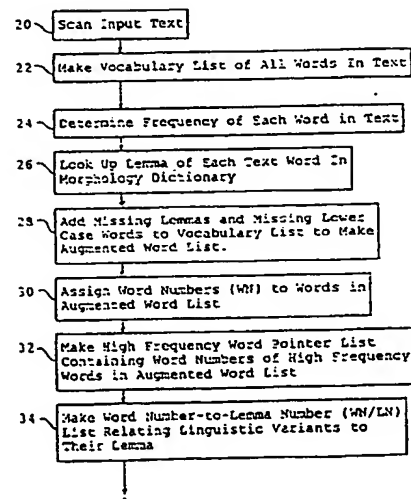 20 Scan Input Text
22 Make Vocabulary List of All Words In Text
24 Determine Frequency of Each Word in Text
26 Look Up Lemma of Each Text Word In
Morphology Dictionary
28 Add Missing Lemmas and Missing Lower
Case Words to Vocabulary List to Make
Augmented Word List.
30 Assign Word Numbers (WN) to Words in
Augmented Word List
32 Make High Frequency Word Pointer List
Containing Word Numbers of High Frequency
Words in Augmented Word List
34 Make Word Number-to-Lemma Number (WN/LN)
List Relating Linguistic Variants to
Their Lemma